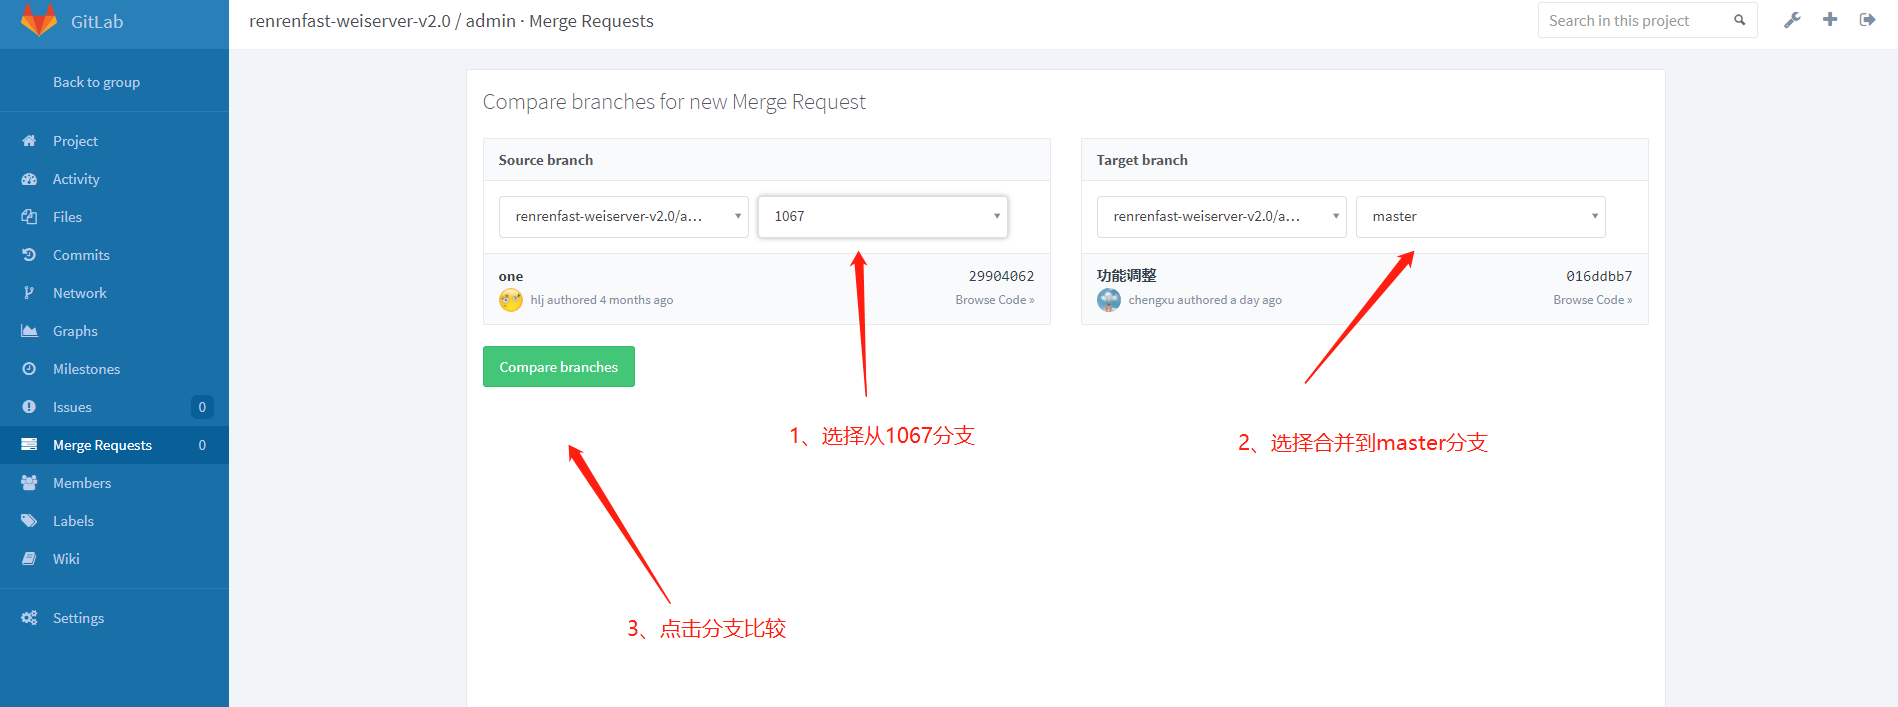 GitLab
renrenfast-weiserver-v2.0 / admin · Merge Requests
Search in this project
Back to group
Project
Activity
Files
Commits
Network
Graphs
Milestones
Issues 0
Merge Requests 0
Members
Labels
Wiki
Settings
Compare branches for new Merge Request
Source branch
renrenfast-weiserver-v2.0/a... 1067
one 29904062
hlj authored 4 months ago Browse Code »
Target branch
renrenfast-weiserver-v2.0/a... master
功能调整 016ddbb7
chengxu authored a day ago Browse Code »
Compare branches
1、选择从1067分支
2、选择合并到master分支
3、点击分支比较